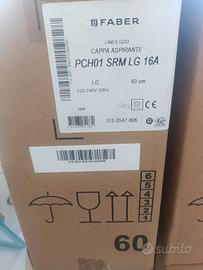 FABER
LINEA GDO
CAPPA ASPIRANTE
PCH01 SRM LG 16A
LG
60 cm
220-240V-50Hz
315.0547.906
6
5
4
3
2
1
60
subito